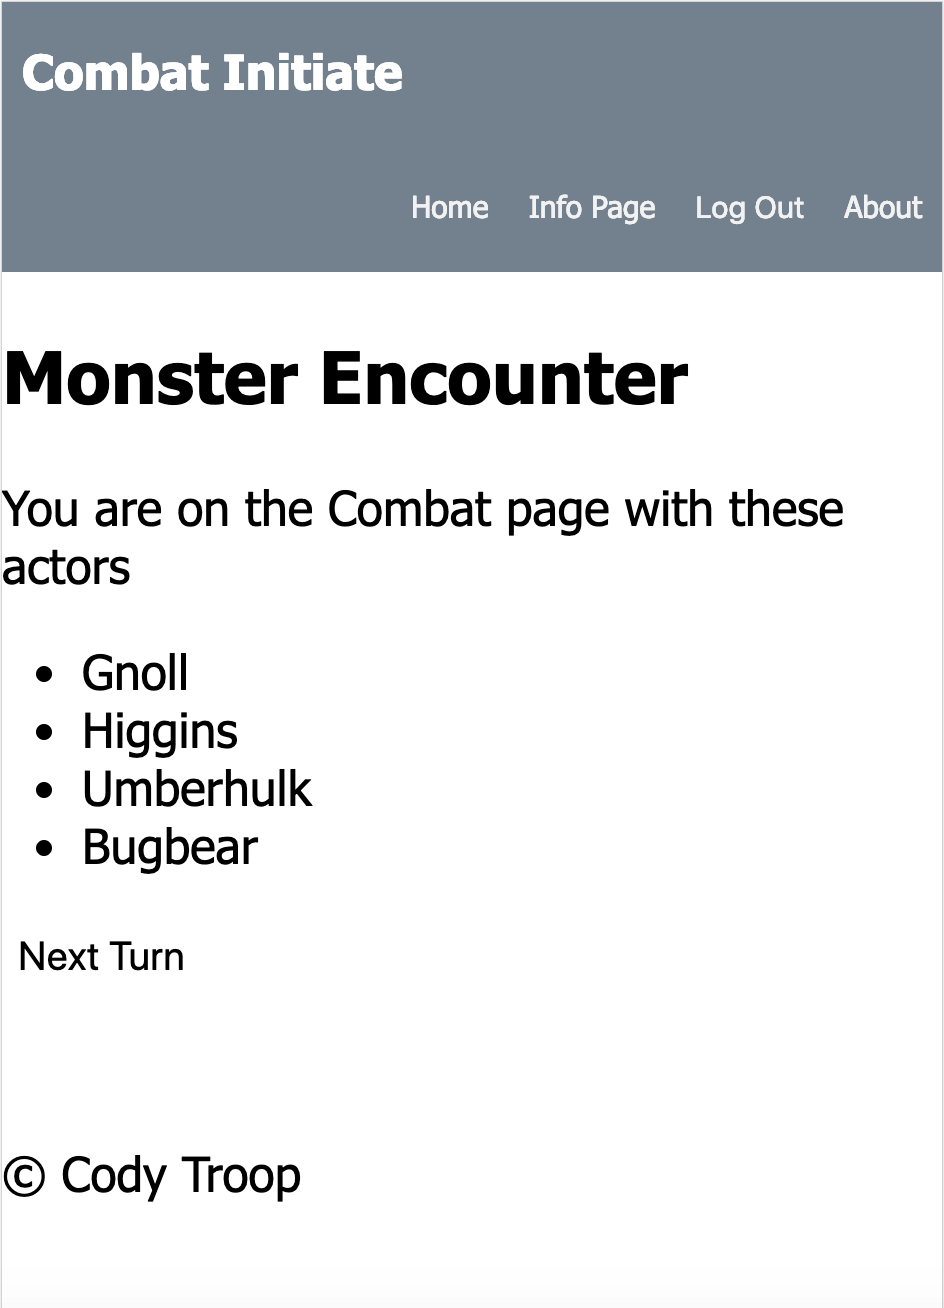 Combat Initiate
Home Info Page Log Out About
Monster Encounter
You are on the Combat page with these
actors
• Gnoll
• Higgins
• Umberhulk
• Bugbear
Next Turn
© Cody Troop